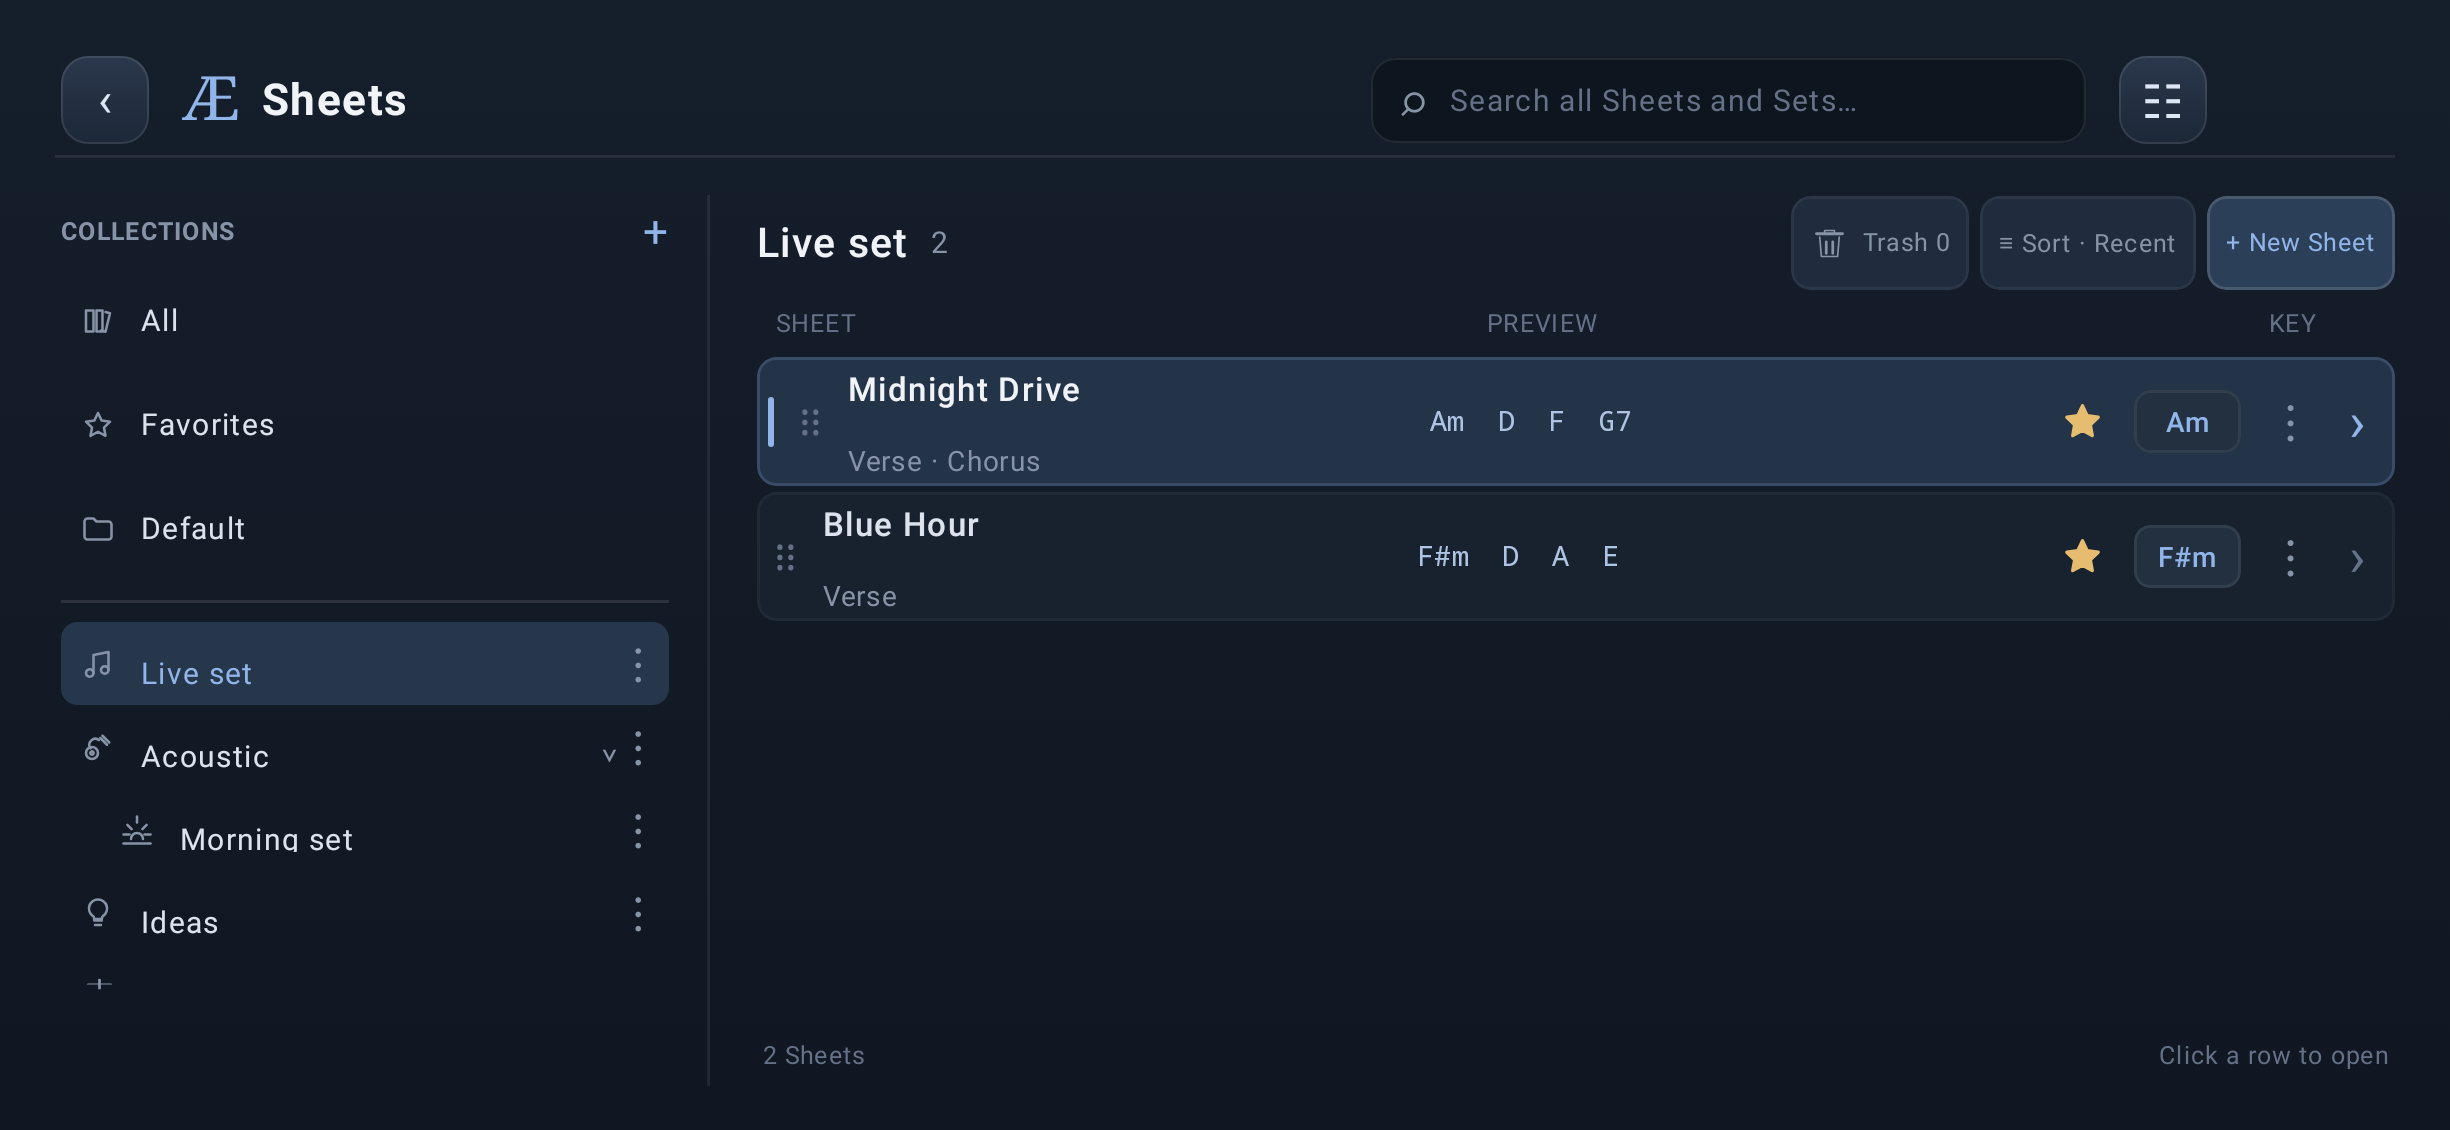 ‹ Æ Sheets
Search all Sheets and Sets…
COLLECTIONS +
All
Favorites
Default
Live set
Acoustic
Morning set
Ideas
Live set 2
Trash 0
≡ Sort · Recent
+ New Sheet
SHEET PREVIEW KEY
Midnight Drive
Verse · Chorus
Am D F G7
Am
Blue Hour
Verse
F#m D A E
F#m
2 Sheets
Click a row to open